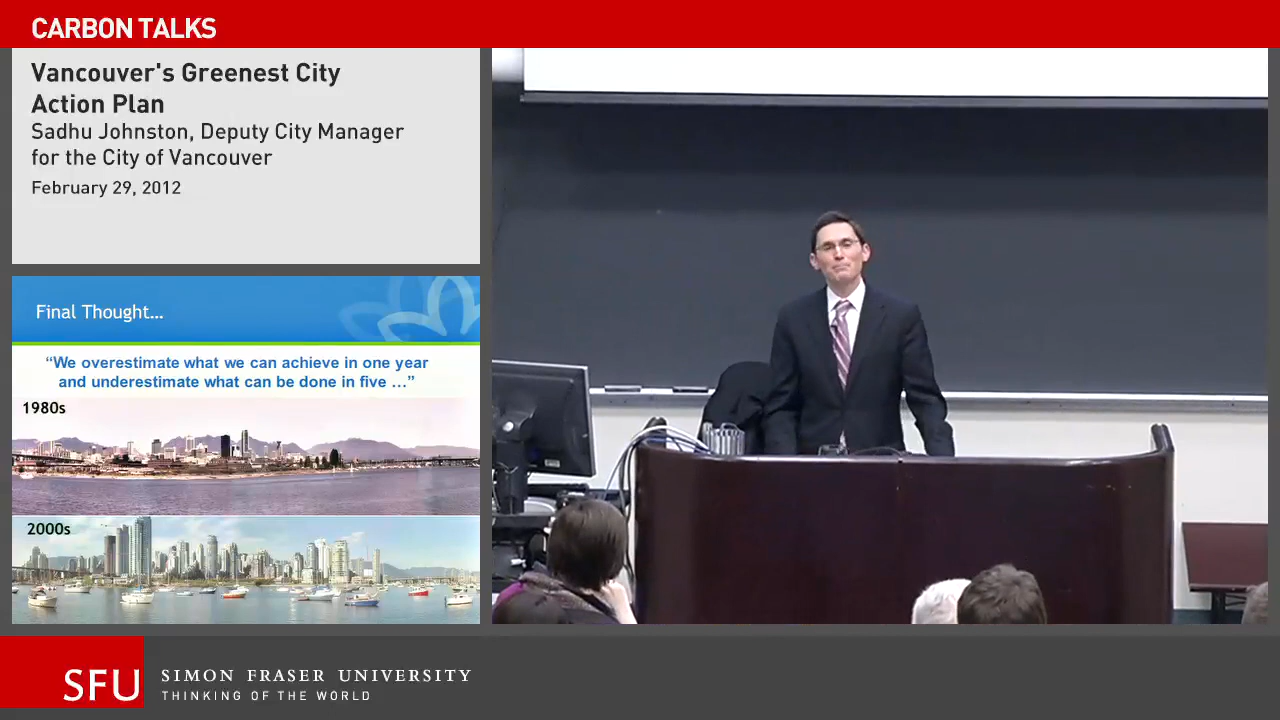 CARBON TALKS
Vancouver's Greenest City
Action Plan
Sadhu Johnston, Deputy City Manager
for the City of Vancouver
February 29, 2012
Final Thought...
“We overestimate what we can achieve in one year
and underestimate what can be done in five ...”
1980s
2000s
SFU
SIMON FRASER UNIVERSITY
THINKING OF THE WORLD